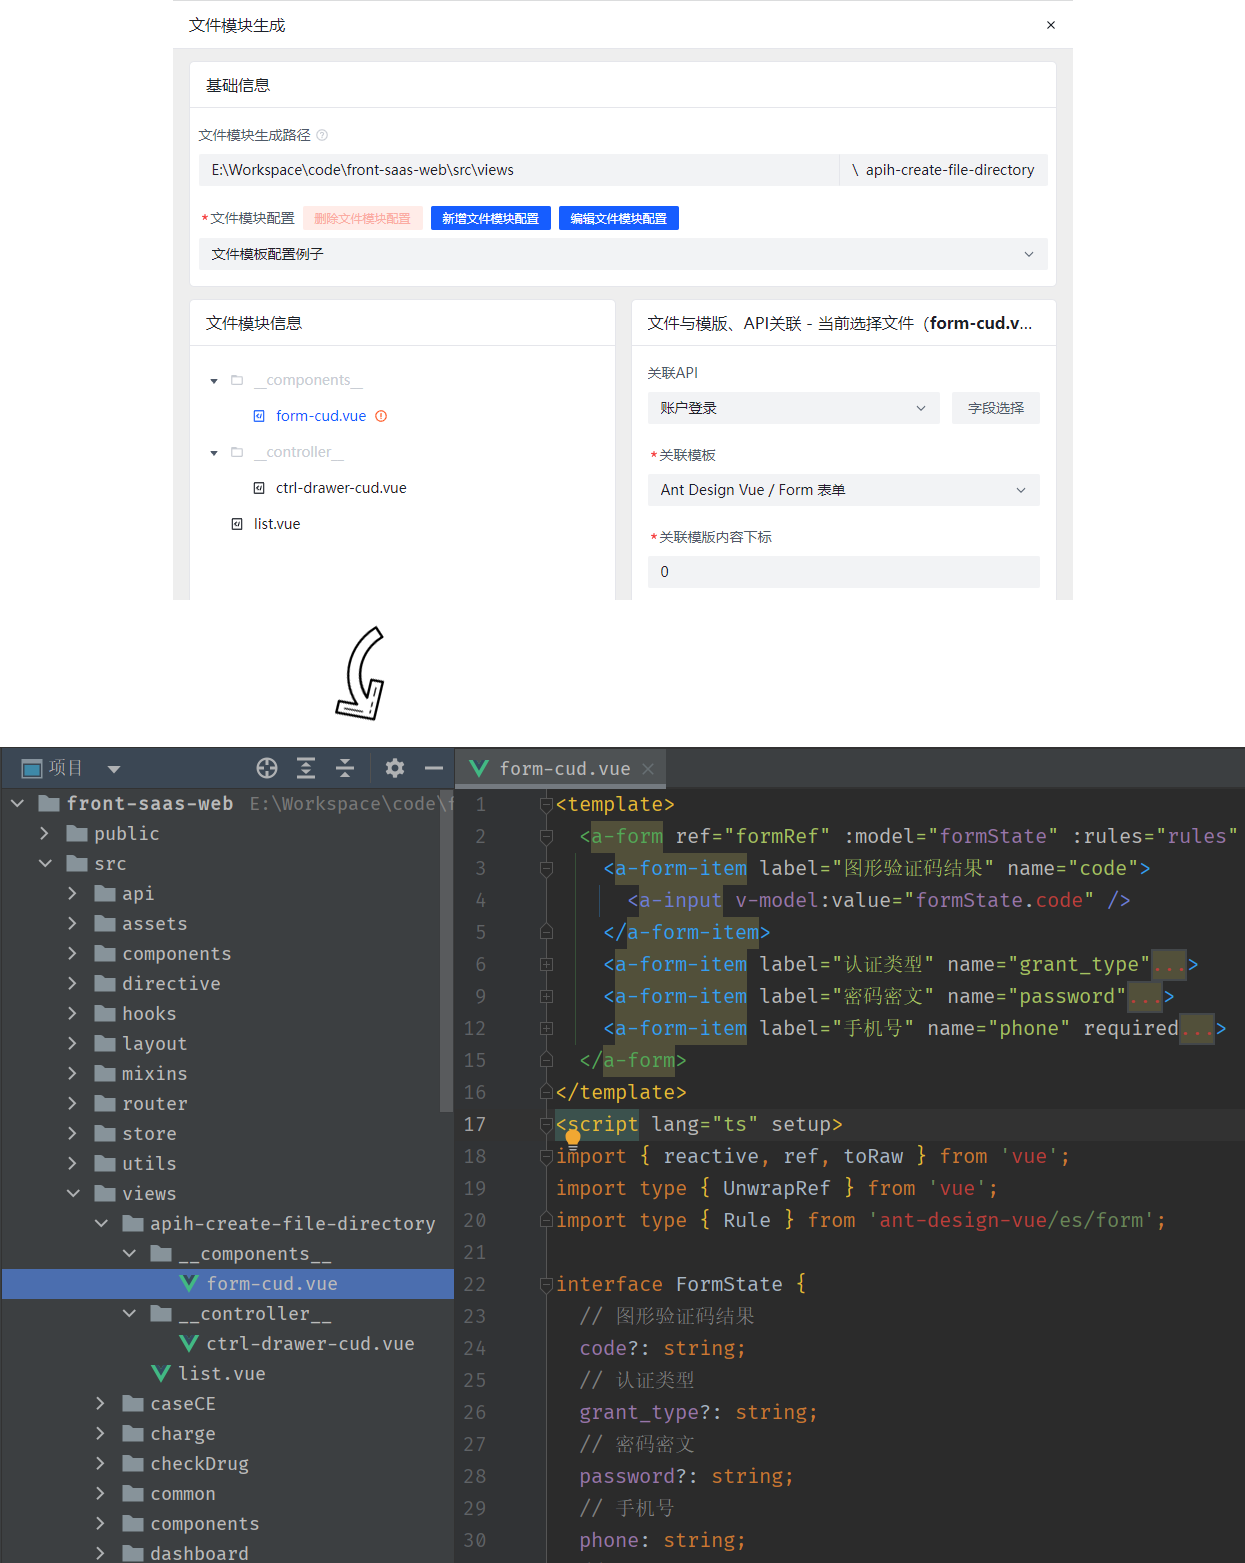 文件模块生成
基础信息
文件模块生成路径
E:\Workspace\code\front-saas-web\src\views
\ apih-create-file-directory
*文件模块配置 删除文件模块配置 新增文件模块配置 编辑文件模块配置
文件模板配置例子
文件模块信息
__components__
form-cud.vue
__controller__
ctrl-drawer-cud.vue
list.vue
文件与模版、API关联 - 当前选择文件（form-cud.v...
关联API
账户登录
字段选择
*关联模板
Ant Design Vue / Form 表单
*关联模版内容下标
0
项目
front-saas-web E:\Workspace\code\f
public
src
api
assets
components
directive
hooks
layout
mixins
router
store
utils
views
apih-create-file-directory
__components__
form-cud.vue
__controller__
ctrl-drawer-cud.vue
list.vue
caseCE
charge
checkDrug
common
components
dashboard
form-cud.vue
1 <template>
2 <a-form ref="formRef" :model="formState" :rules="rules"
3 <a-form-item label="图形验证码结果" name="code">
4 <a-input v-model:value="formState.code" />
5 </a-form-item>
6 <a-form-item label="认证类型" name="grant_type"...>
9 <a-form-item label="密码密文" name="password"...>
12 <a-form-item label="手机号" name="phone" required...>
15 </a-form>
16 </template>
17 <script lang="ts" setup>
18 import { reactive, ref, toRaw } from 'vue';
19 import type { UnwrapRef } from 'vue';
20 import type { Rule } from 'ant-design-vue/es/form';
21
22 interface FormState {
23 // 图形验证码结果
24 code?: string;
25 // 认证类型
26 grant_type?: string;
27 // 密码密文
28 password?: string;
29 // 手机号
30 phone: string;